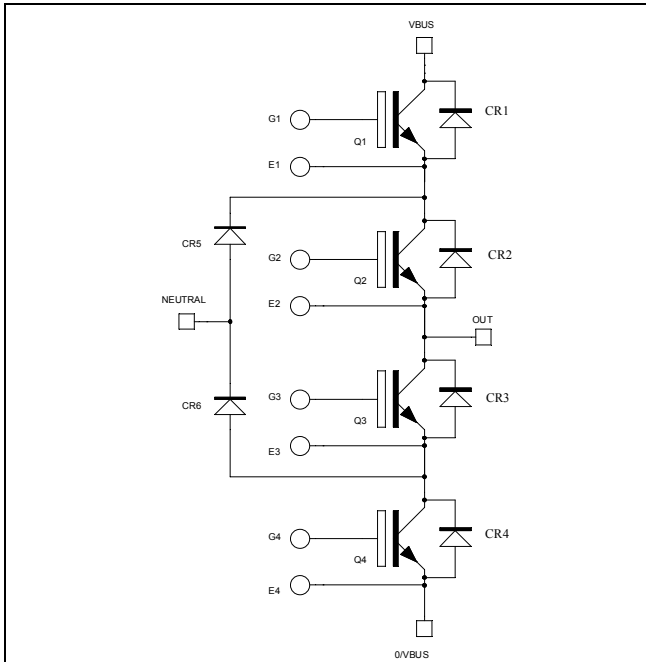 VBUS
CR1
G1
Q1
E1
CR5
CR2
G2
Q2
E2
NEUTRAL
OUT
CR6
G3
CR3
Q3
E3
G4
CR4
Q4
E4
0/VBUS